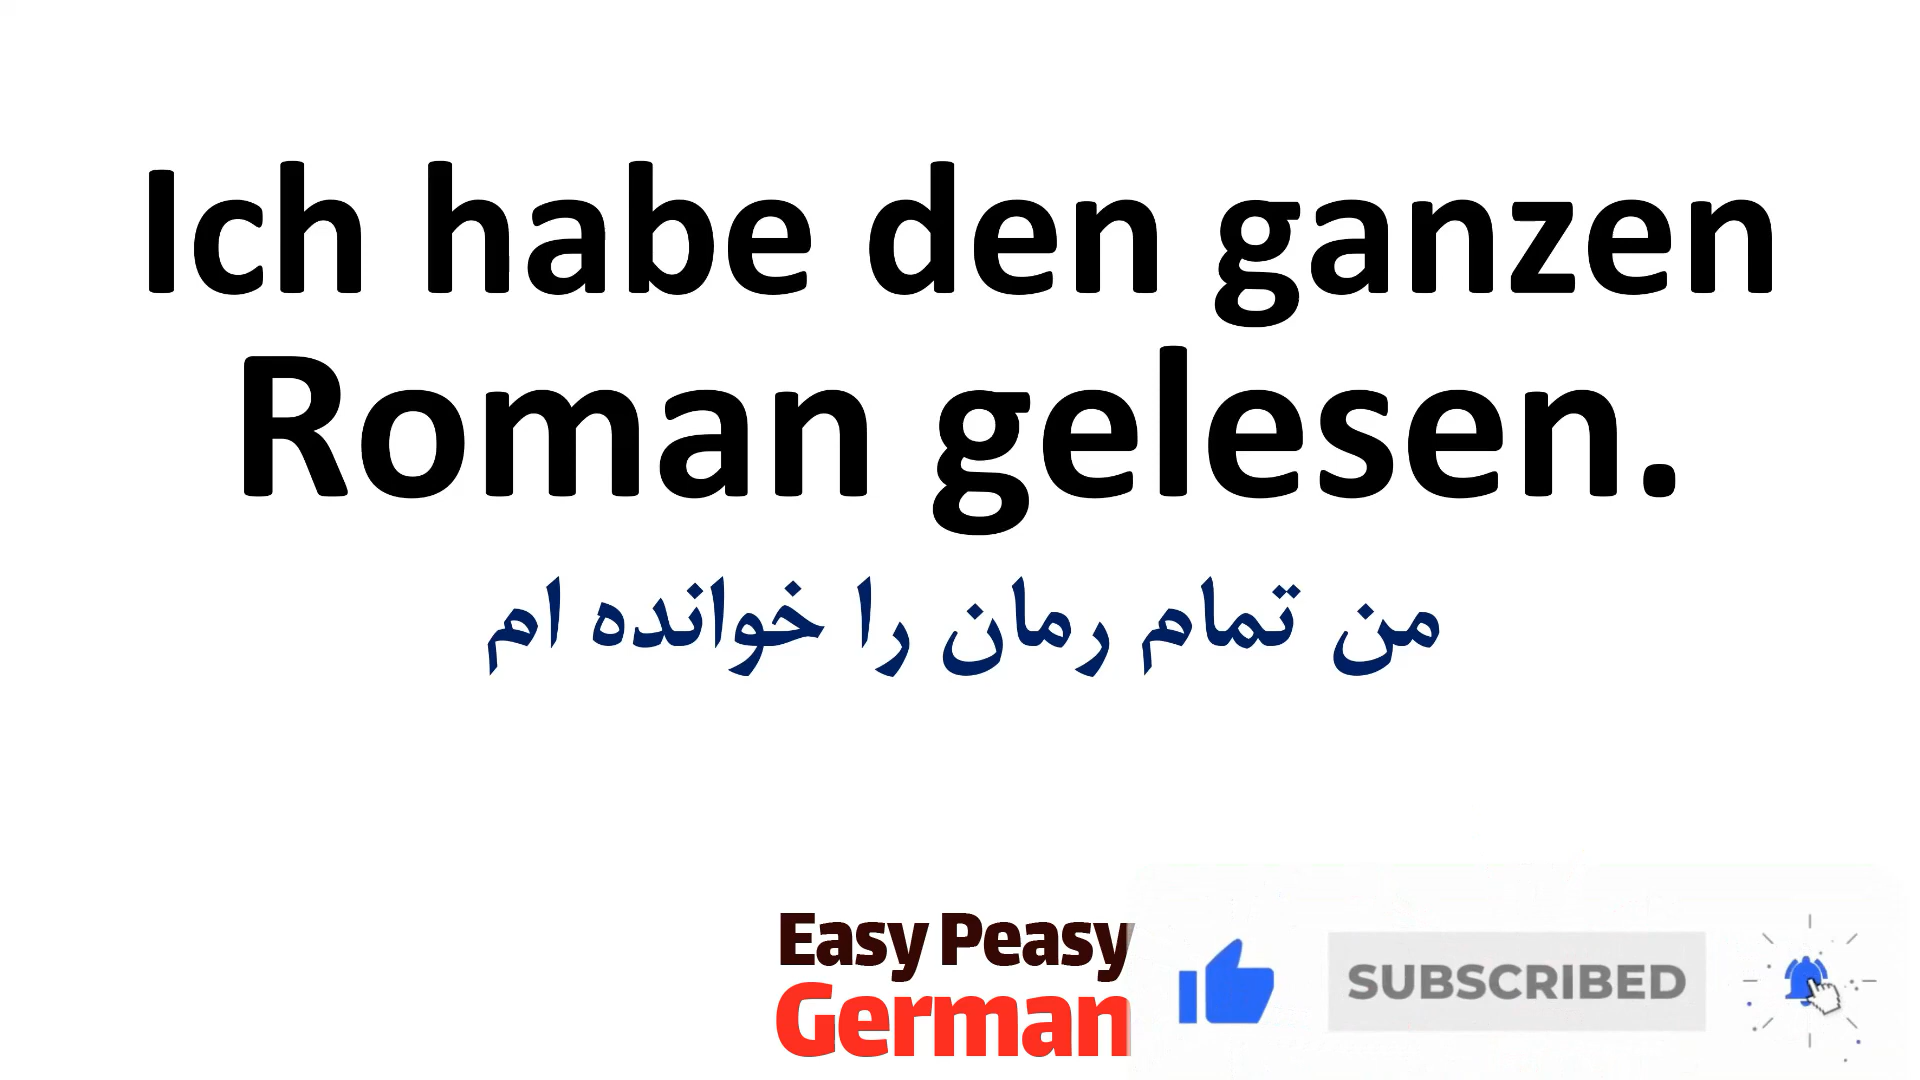 Ich habe den ganzen
Roman gelesen.
من تمام رمان را خوانده ام
Easy Peasy
German
SUBSCRIBED